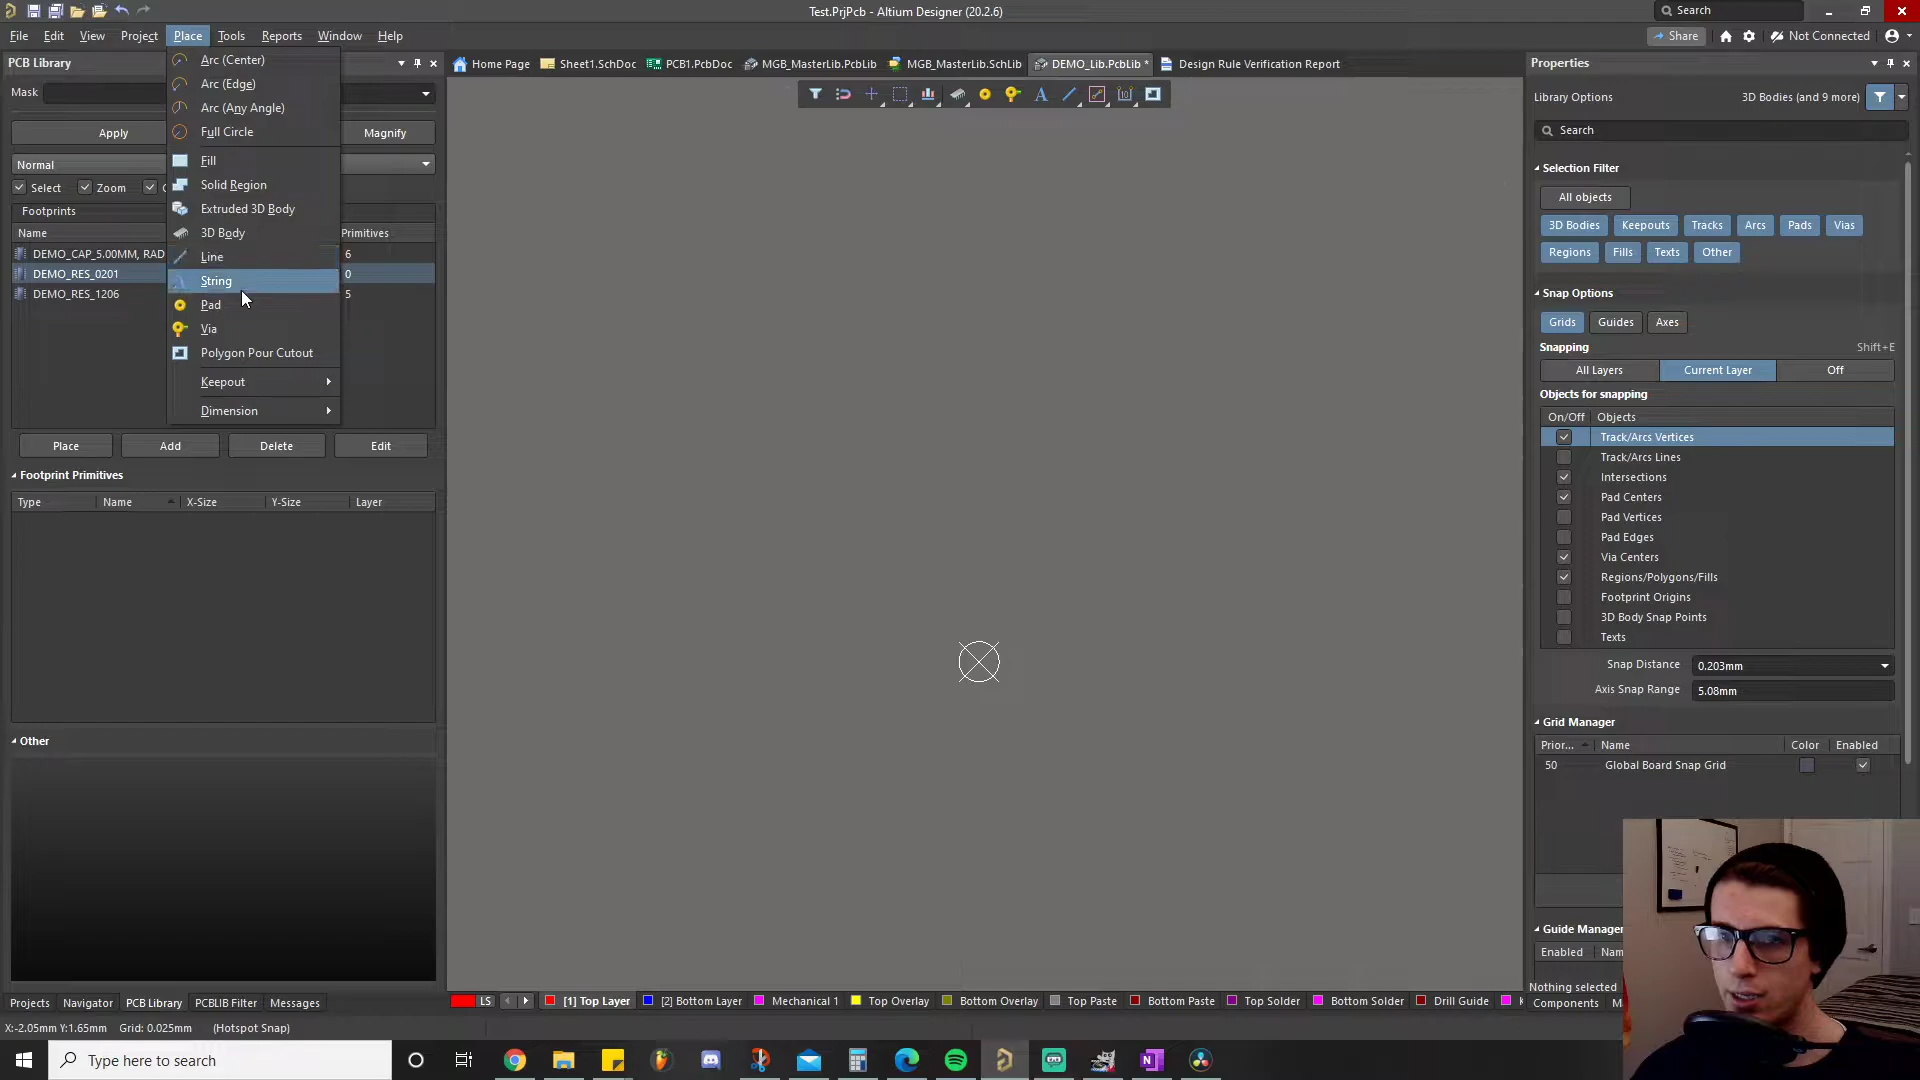 Test.PrjPcb - Altium Designer (20.2.6)
Search
File Edit View Project Place Tools Reports Window Help
Share Not Connected
PCB Library
Home Page Sheet1.SchDoc PCB1.PcbDoc MGB_MasterLib.PcbLib MGB_MasterLib.SchLib DEMO_Lib.PcbLib * Design Rule Verification Report
Mask
Apply Magnify
Normal
Select Zoom
Footprints
Name Primitives
DEMO_CAP_5.00MM, RAD 6
DEMO_RES_0201 0
DEMO_RES_1206 5
Arc (Center)
Arc (Edge)
Arc (Any Angle)
Full Circle
Fill
Solid Region
Extruded 3D Body
3D Body
Line
String
Pad
Via
Polygon Pour Cutout
Keepout
Dimension
Place Add Delete Edit
Footprint Primitives
Type Name X-Size Y-Size Layer
Other
Projects Navigator PCB Library PCBLIB Filter Messages
X:-2.05mm Y:1.65mm Grid: 0.025mm (Hotspot Snap)
LS [1] Top Layer [2] Bottom Layer Mechanical 1 Top Overlay Bottom Overlay Top Paste Bottom Paste Top Solder Bottom Solder Drill Guide
Properties
Library Options 3D Bodies (and 9 more)
Search
Selection Filter
All objects
3D Bodies Keepouts Tracks Arcs Pads Vias
Regions Fills Texts Other
Snap Options
Grids Guides Axes
Snapping Shift+E
All Layers Current Layer Off
Objects for snapping
On/Off Objects
Track/Arcs Vertices
Track/Arcs Lines
Intersections
Pad Centers
Pad Vertices
Pad Edges
Via Centers
Regions/Polygons/Fills
Footprint Origins
3D Body Snap Points
Texts
Snap Distance 0.203mm
Axis Snap Range 5.08mm
Grid Manager
Prior... Name Color Enabled
50 Global Board Snap Grid
Guide Manager
Enabled
Nothing selected
Components
Type here to search